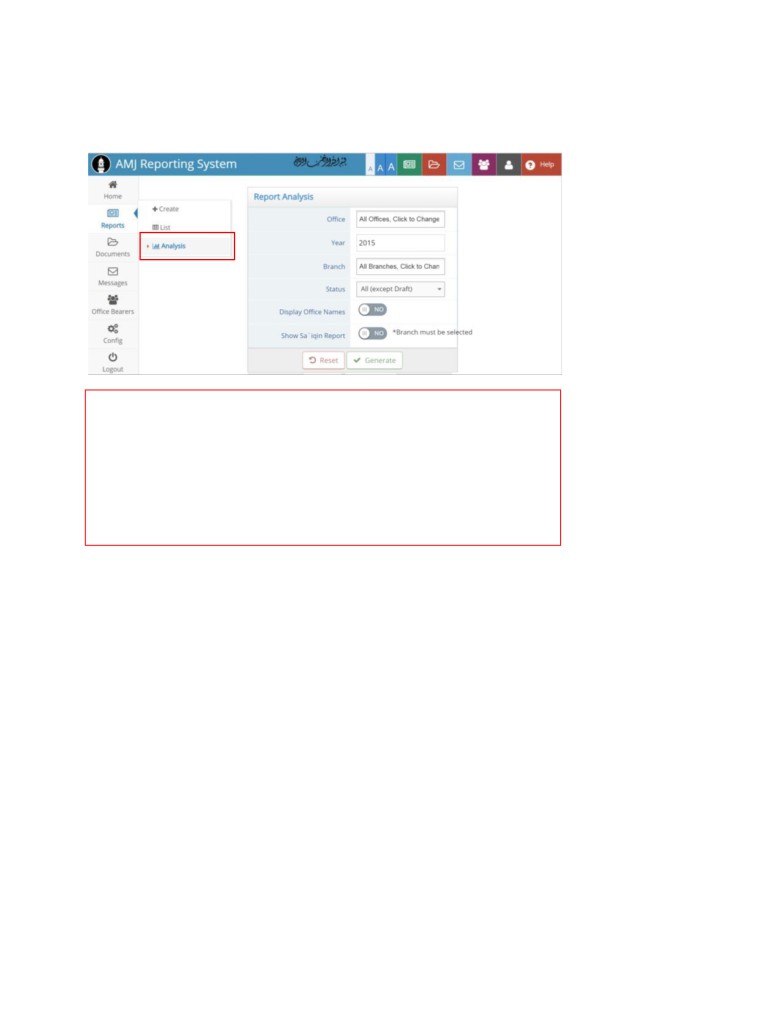 AMJ Reporting System
A A A
Help
Home
Reports
Documents
Messages
Office Bearers
Config
Logout
Create
List
Analysis
Report Analysis
Office All Offices, Click to Change
Year 2015
Branch All Branches, Click to Chan
Status All (except Draft)
Display Office Names NO
Show Sa`iqin Report NO *Branch must be selected
Reset Generate